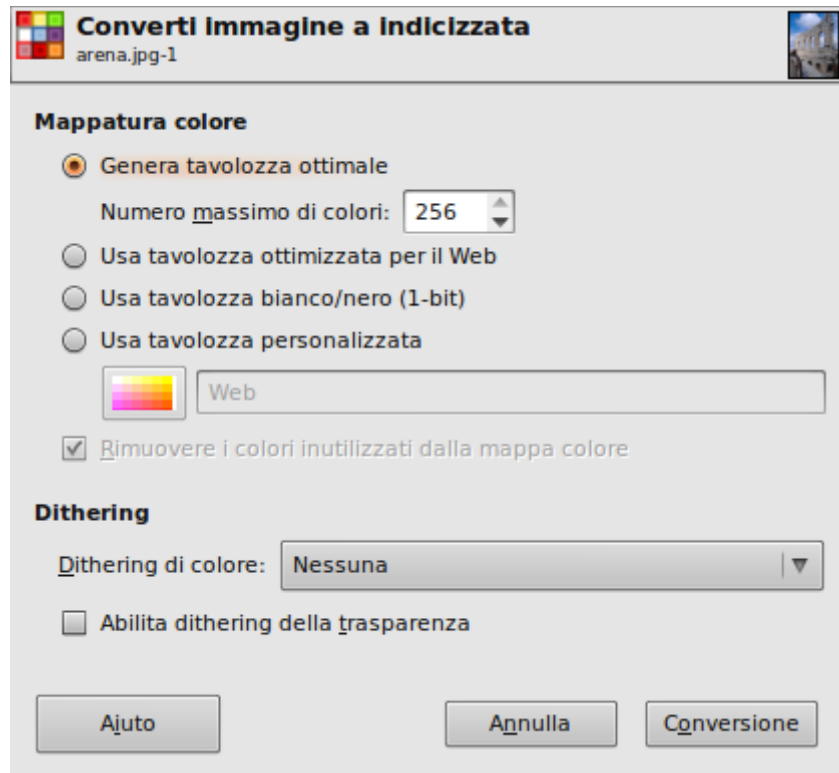 Converti immagine a indicizzata
arena.jpg-1
Mappatura colore
Genera tavolozza ottimale
Numero massimo di colori: 256
Usa tavolozza ottimizzata per il Web
Usa tavolozza bianco/nero (1-bit)
Usa tavolozza personalizzata
Web
Rimuovere i colori inutilizzati dalla mappa colore
Dithering
Dithering di colore: Nessuna
Abilita dithering della trasparenza
Aiuto Annulla Conversione